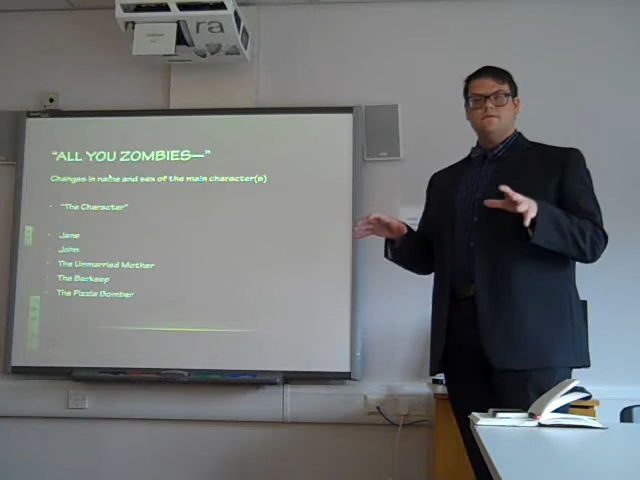 ra
"ALL YOU ZOMBIES—"
Changes in name and sex of the main character(s)
"The Character"
Jane
John
The Unmarried Mother
The Barkeep
The Fizzle Bomber